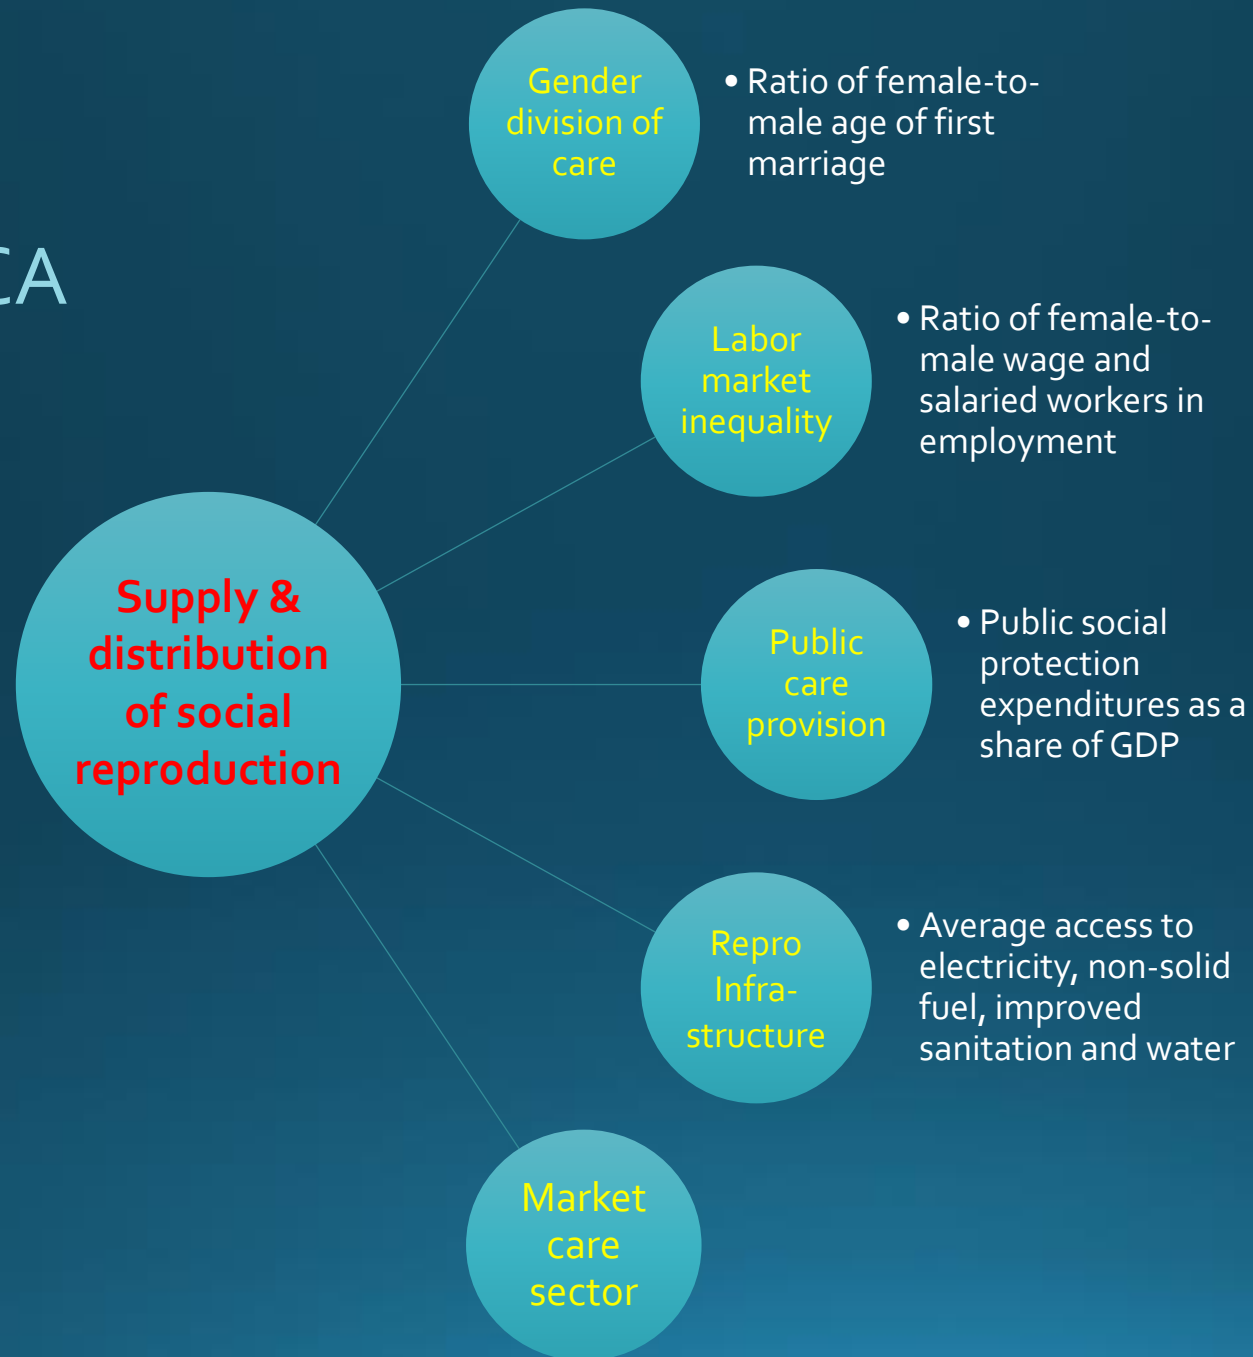 CA
Gender
division of
care
• Ratio of female-to-
male age of first
marriage
Labor
market
inequality
• Ratio of female-to-
male wage and
salaried workers in
employment
Supply &
distribution
of social
reproduction
Public
care
provision
• Public social
protection
expenditures as a
share of GDP
Repro
Infra-
structure
• Average access to
electricity, non-solid
fuel, improved
sanitation and water
Market
care
sector